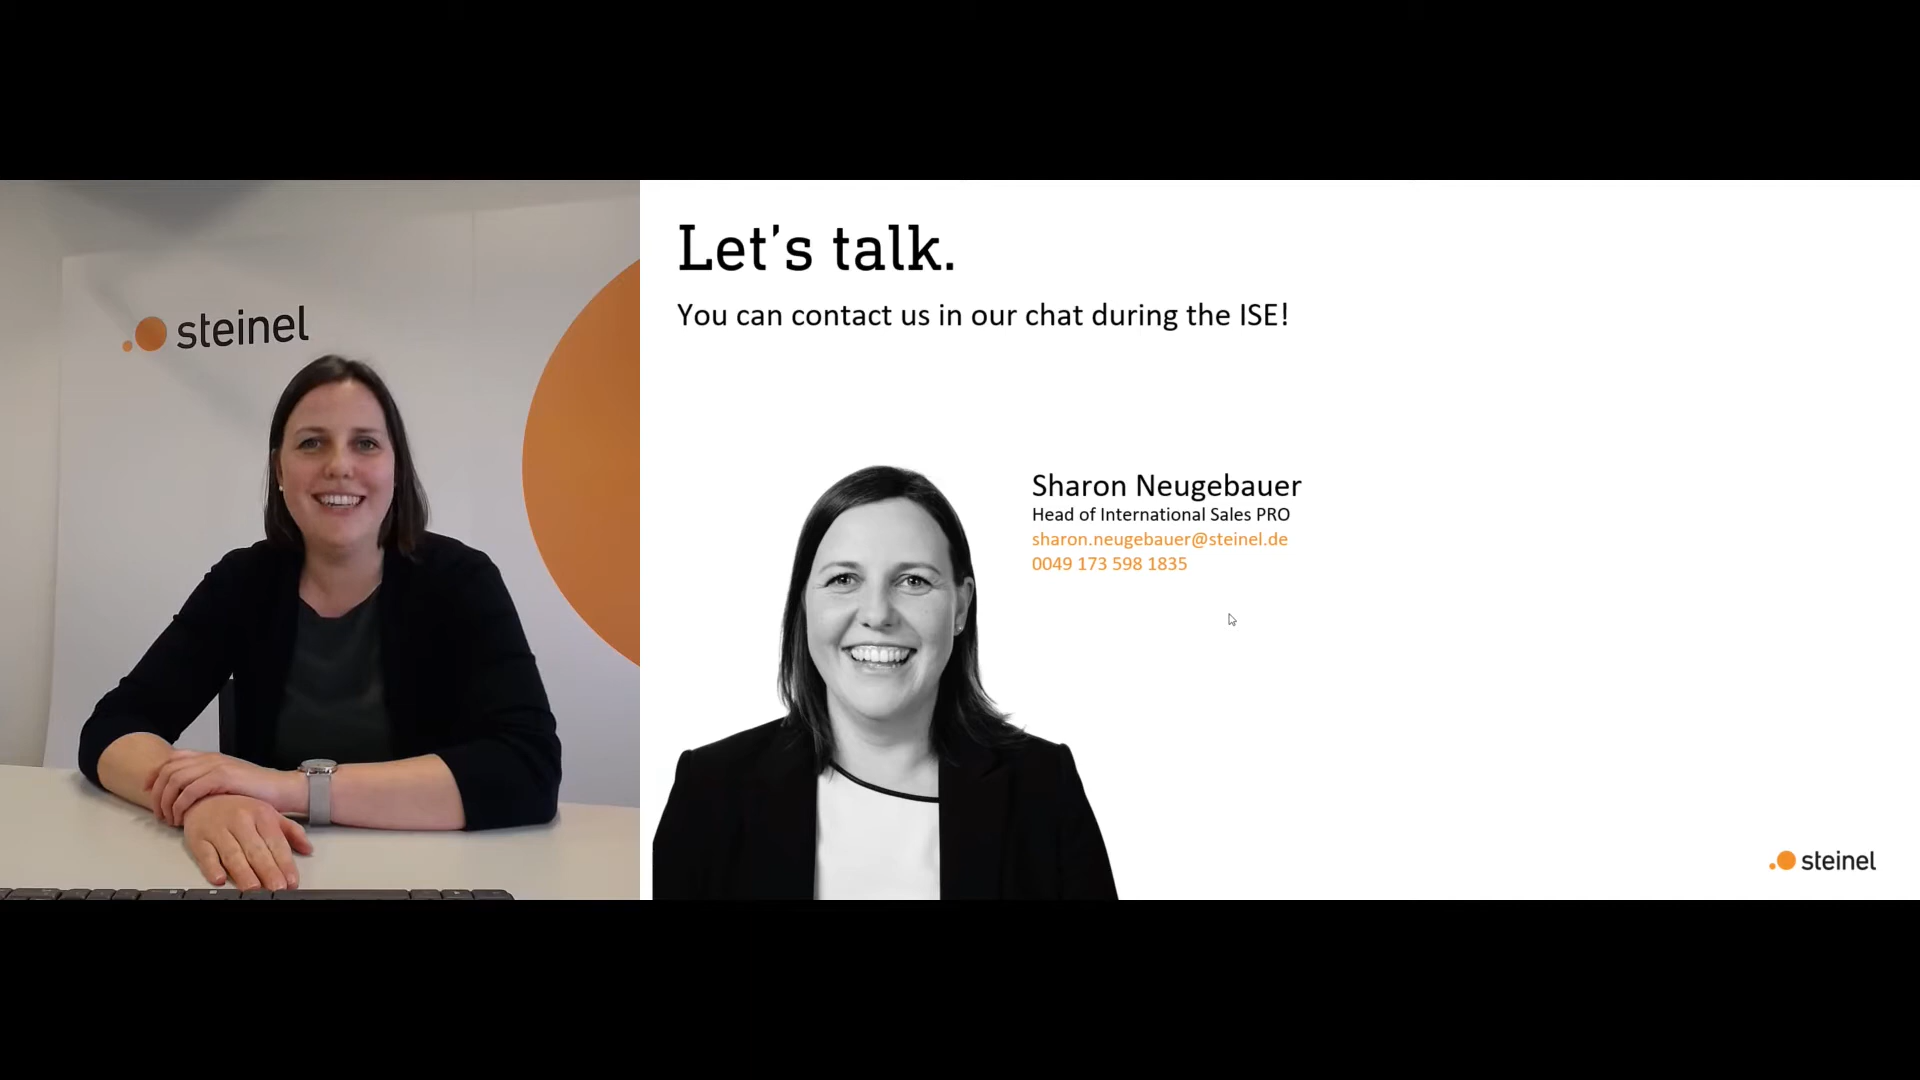 steinel
Let's talk.
You can contact us in our chat during the ISE!
Sharon Neugebauer
Head of International Sales PRO
sharon.neugebauer@steinel.de
0049 173 598 1835
steinel